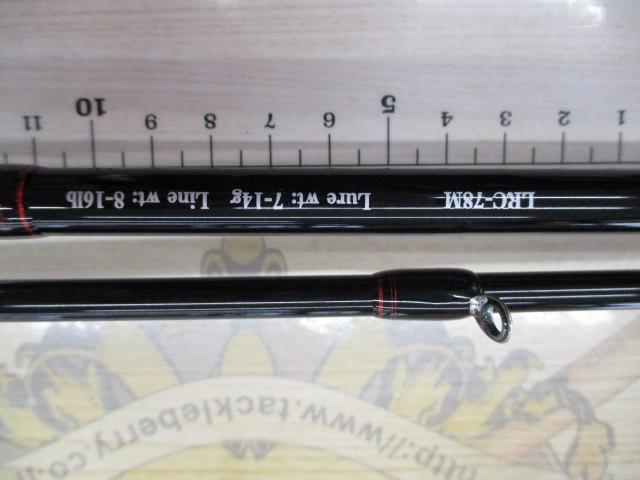 1 2 3 4 5 6 7 8 9 10 11
LRC-78M Lure wt: 7-14g Line wt: 8-16lb
http://www.tackleberry.co.jp